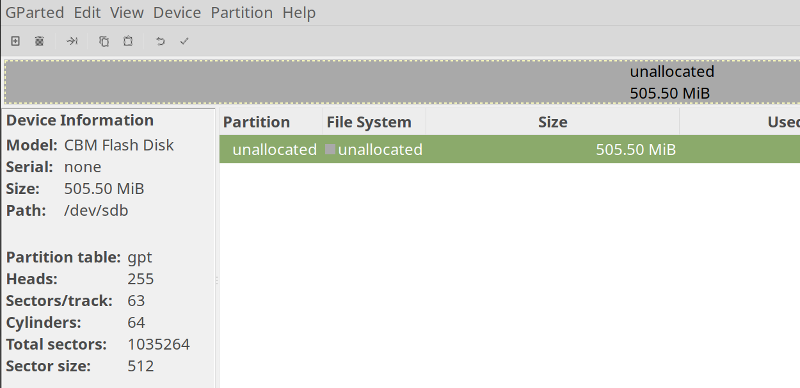 GParted Edit View Device Partition Help
unallocated
505.50 MiB
Device Information
Model: CBM Flash Disk
Serial: none
Size: 505.50 MiB
Path: /dev/sdb
Partition table: gpt
Heads: 255
Sectors/track: 63
Cylinders: 64
Total sectors: 1035264
Sector size: 512
Partition File System Size Used
unallocated unallocated 505.50 MiB